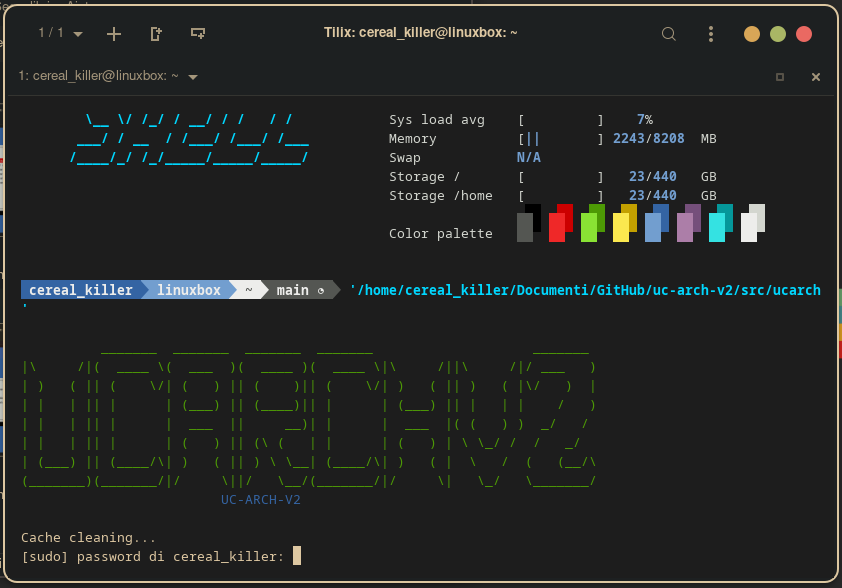 1 / 1
Tilix: cereal_killer@linuxbox: ~
1: cereal_killer@linuxbox: ~
Sys load avg [ ] 7%
Memory [|| ] 2243/8208 MB
Swap N/A
Storage / [ ] 23/440 GB
Storage /home [ ] 23/440 GB
Color palette
cereal_killer linuxbox ~ main '/home/cereal_killer/Documenti/GitHub/uc-arch-v2/src/ucarch
'
UCARCHV2
UC-ARCH-V2
Cache cleaning...
[sudo] password di cereal_killer: